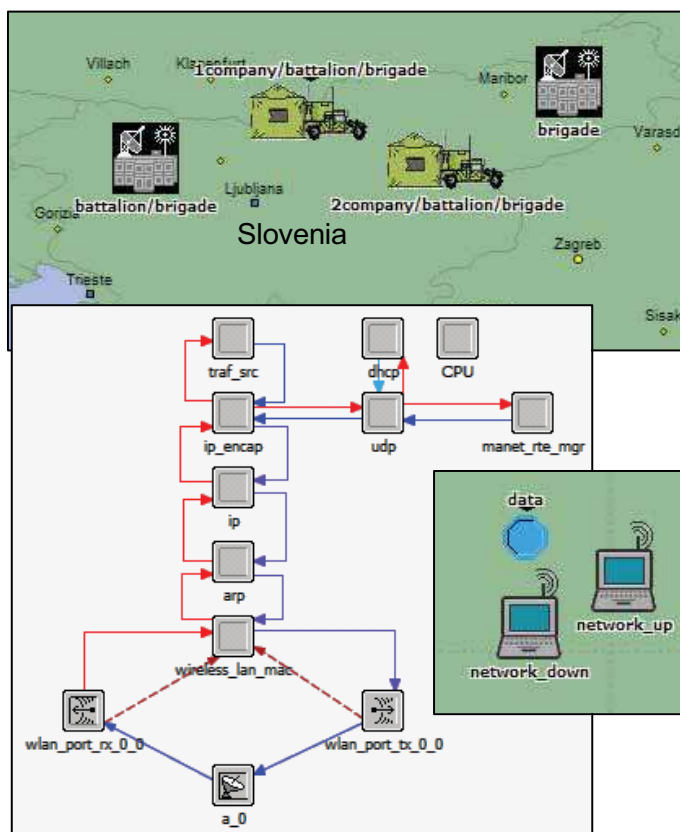 Villach
Klagenfurt
1company/battalion/brigade
Maribor
brigade
Varasd
battalion/brigade
Ljubljana
2company/battalion/brigade
Gorizia
Slovenia
Zagreb
Trieste
Sisak
traf_src
dhcp
CPU
ip_encap
udp
manet_rte_mgr
ip
data
arp
network_up
wireless_lan_mac
network_down
wlan_port_rx_0_0
wlan_port_tx_0_0
a_0